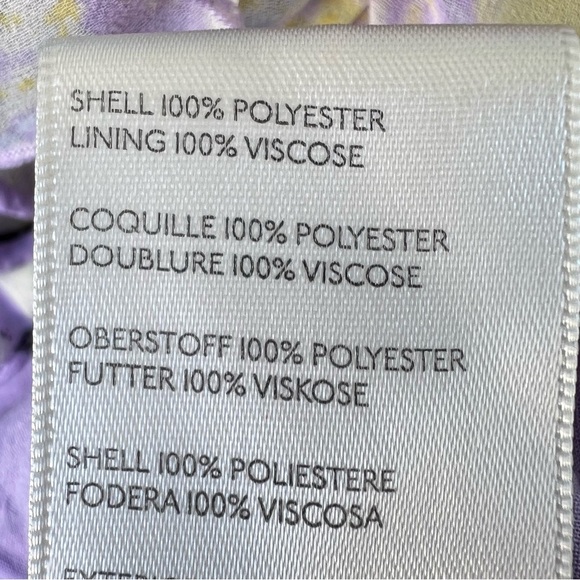 SHELL 100% POLYESTER
LINING 100% VISCOSE
COQUILLE 100% POLYESTER
DOUBLURE 100% VISCOSE
OBERSTOFF 100% POLYESTER
FUTTER 100% VISKOSE
SHELL 100% POLIESTERE
FODERA 100% VISCOSA